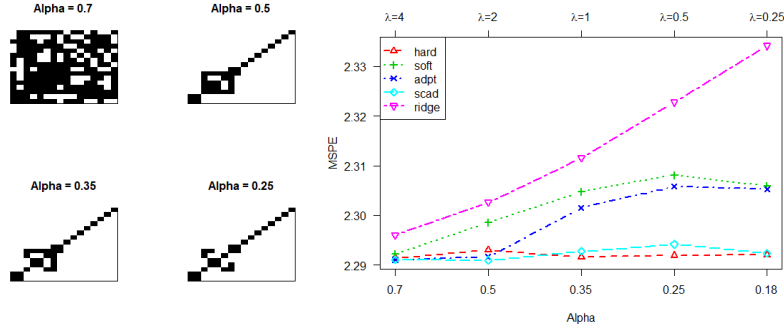 Alpha = 0.7
Alpha = 0.5
Alpha = 0.35
Alpha = 0.25
λ=4 λ=2 λ=1 λ=0.5 λ=0.25
hard
soft
adpt
scad
ridge
MSPE
2.33
2.32
2.31
2.30
2.29
0.7 0.5 0.35 0.25 0.18
Alpha